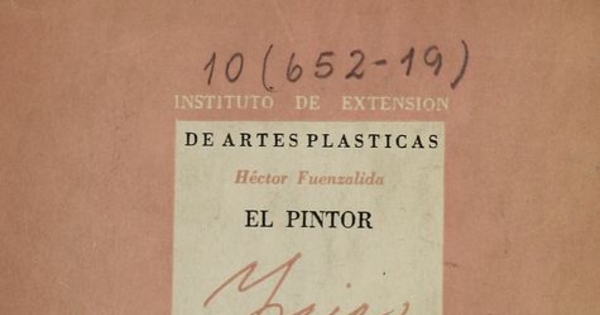 10 (652-19)
INSTITUTO DE EXTENSION
DE ARTES PLASTICAS
Héctor Fuenzalida
EL PINTOR